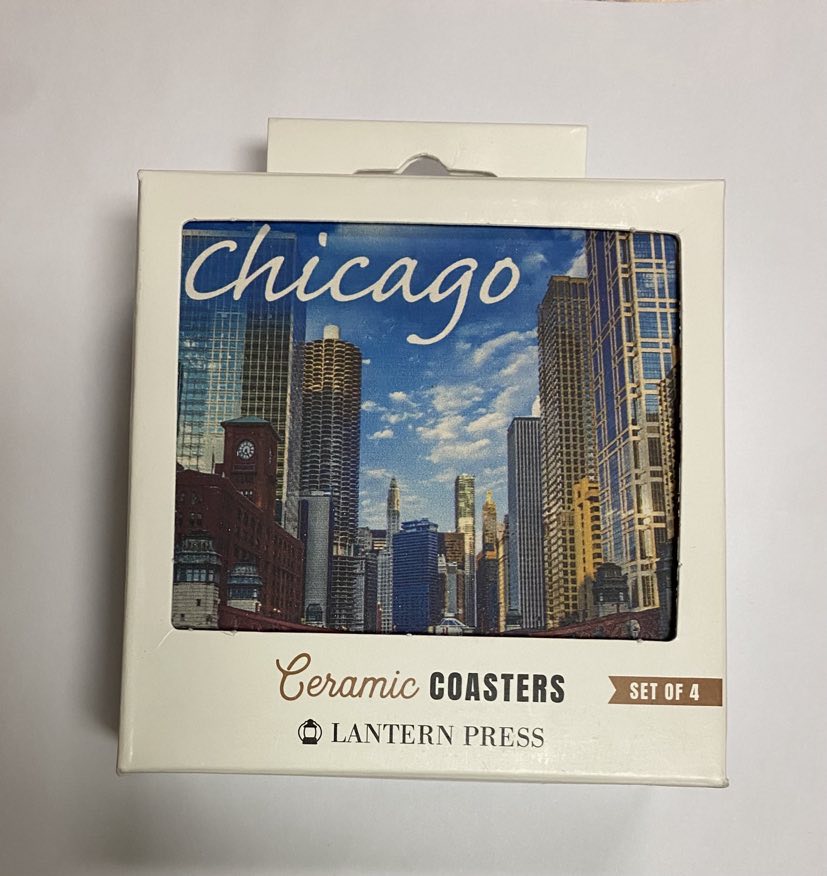 Chicago
Ceramic COASTERS
SET OF 4
LANTERN PRESS